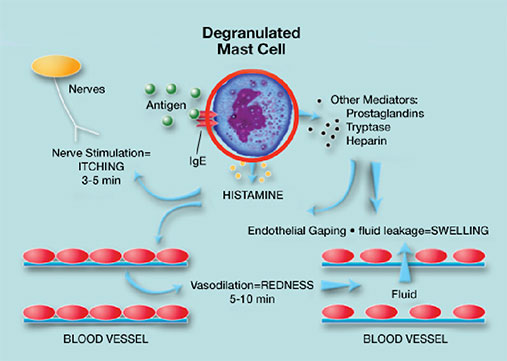 Degranulated
Mast Cell
Nerves
Antigen
IgE
Other Mediators:
Prostaglandins
Tryptase
Heparin
Nerve Stimulation=
ITCHING
3-5 min
HISTAMINE
Endothelial Gaping • fluid leakage=SWELLING
Vasodilation=REDNESS
5-10 min
Fluid
BLOOD VESSEL
BLOOD VESSEL